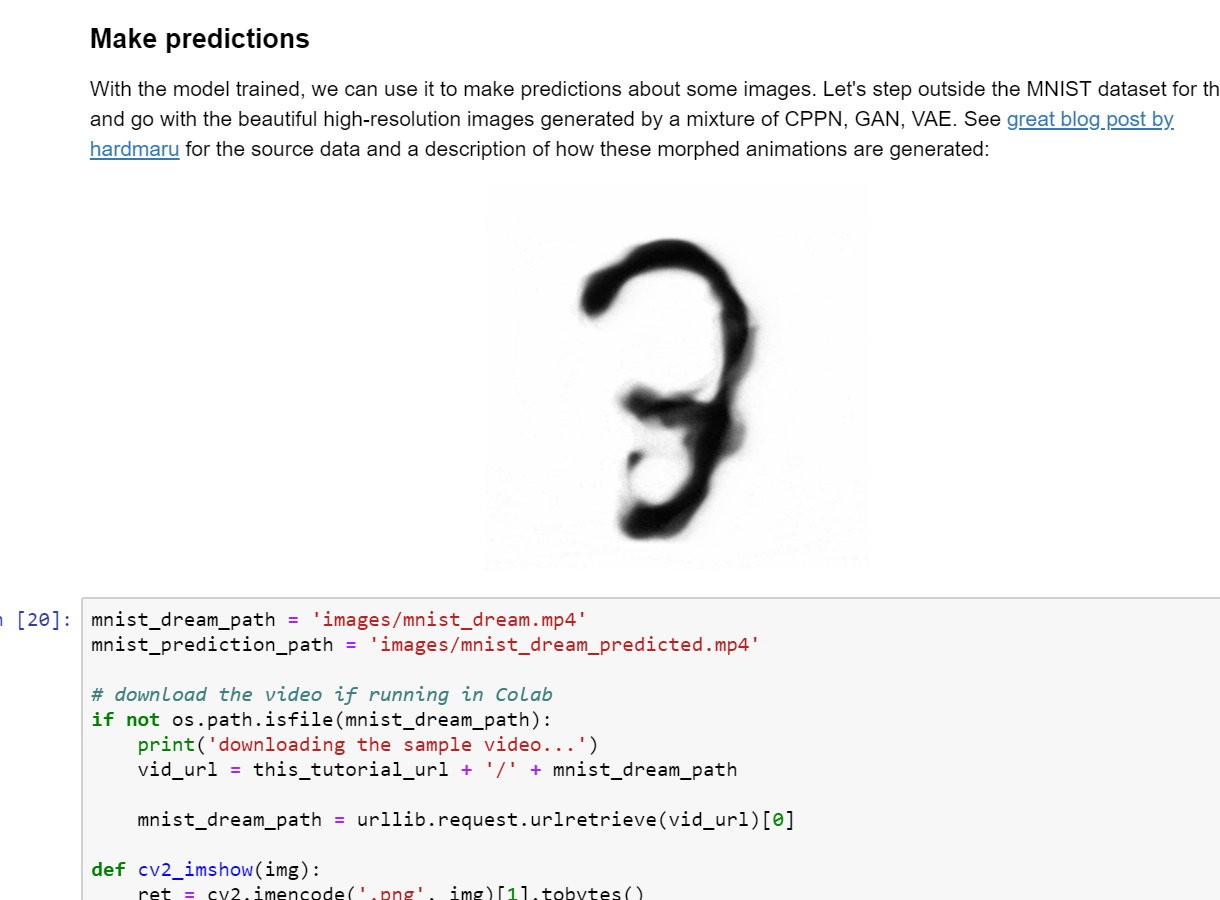 Make predictions
With the model trained, we can use it to make predictions about some images. Let's step outside the MNIST dataset for th
and go with the beautiful high-resolution images generated by a mixture of CPPN, GAN, VAE. See great blog post by
hardmaru for the source data and a description of how these morphed animations are generated:
3
n [20]:
mnist_dream_path = 'images/mnist_dream.mp4'
mnist_prediction_path = 'images/mnist_dream_predicted.mp4'
# download the video if running in Colab
if not os.path.isfile(mnist_dream_path):
    print('downloading the sample video...')
    vid_url = this_tutorial_url + '/' + mnist_dream_path
    mnist_dream_path = urllib.request.urlretrieve(vid_url)[0]
def cv2_imshow(img):
    ret = cv2.imencode('.png', img)[1].tobytes()